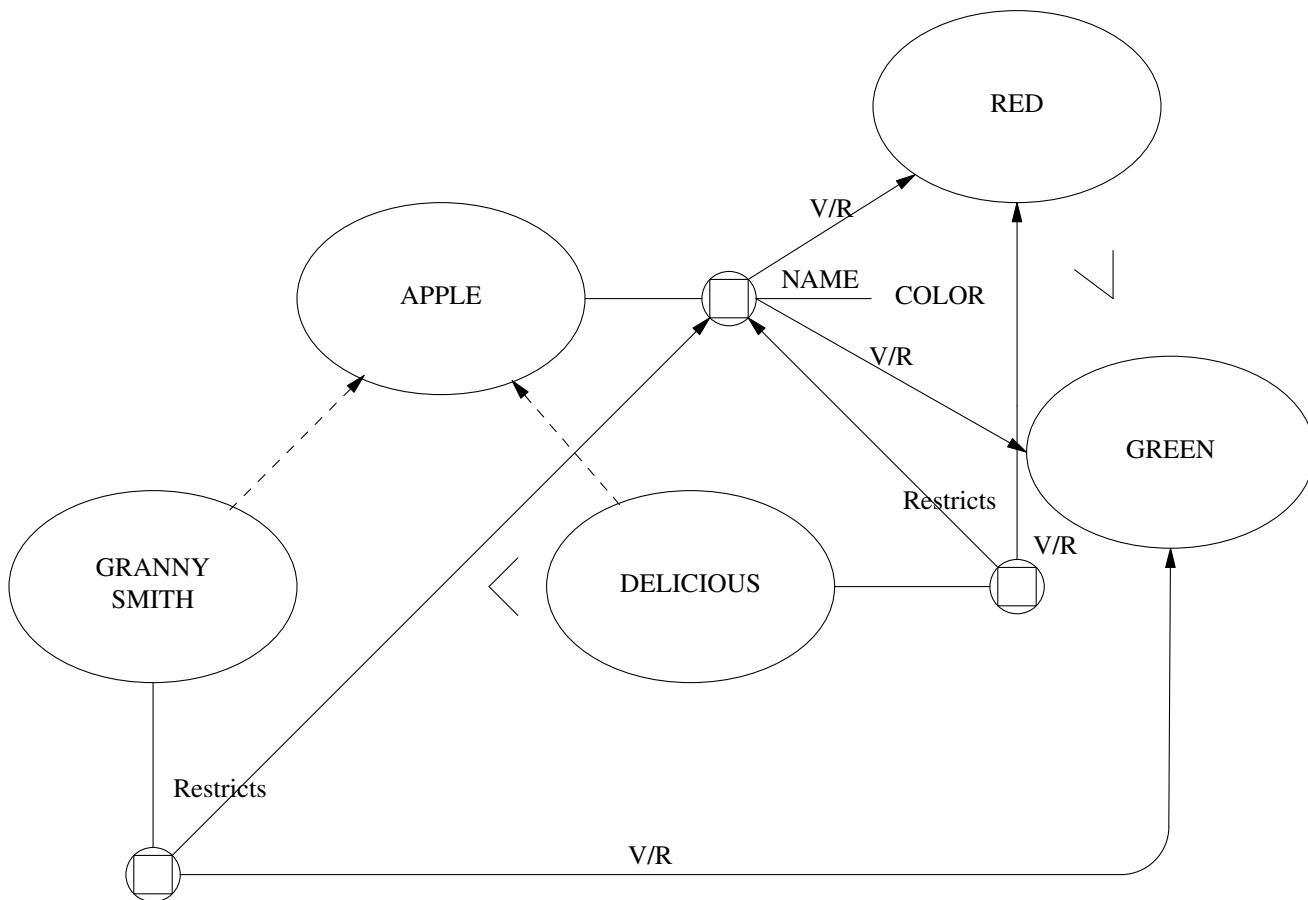 RED
V/R
NAME
APPLE
COLOR
V/R
GREEN
Restricts
V/R
GRANNY
SMITH
DELICIOUS
Restricts
V/R